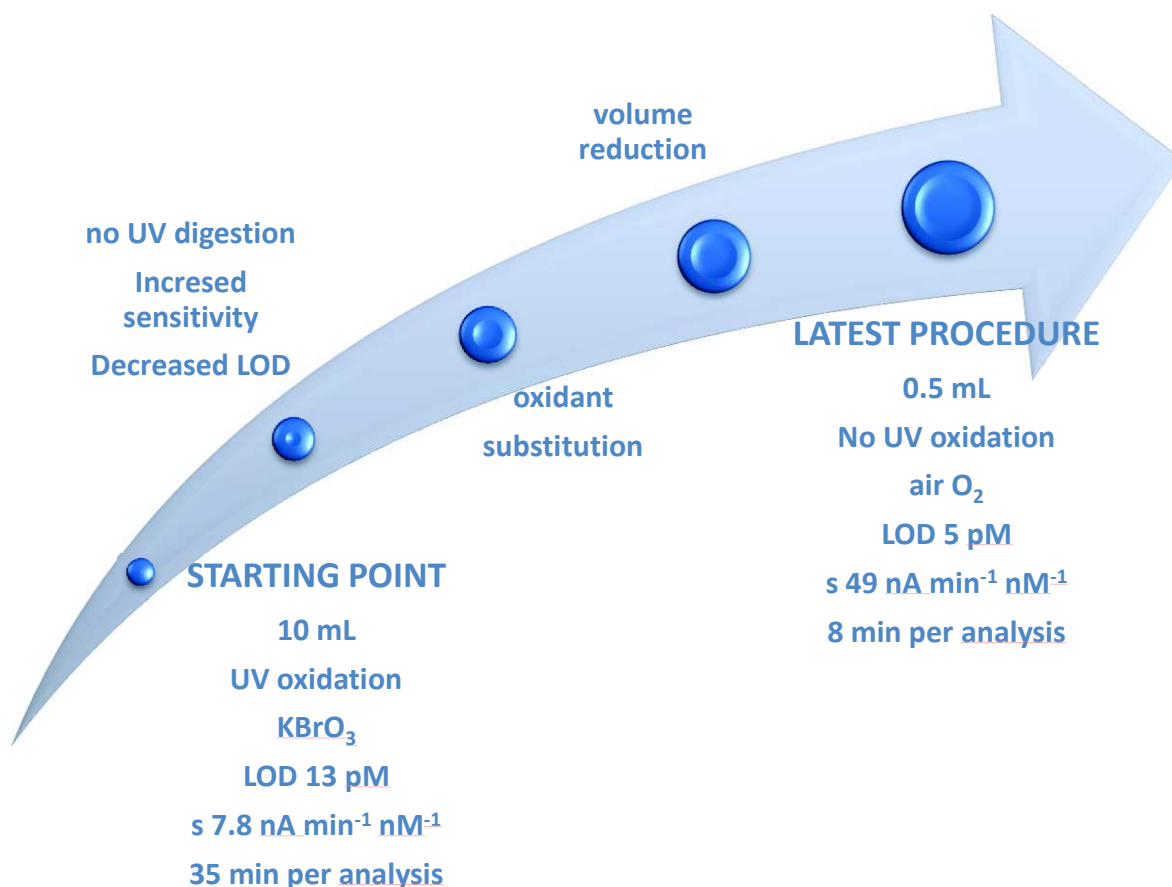 no UV digestion
Incresed
sensitivity
Decreased LOD
volume
reduction
oxidant
substitution
STARTING POINT
10 mL
UV oxidation
KBrO₃
LOD 13 pM
s 7.8 nA min⁻¹ nM⁻¹
35 min per analysis
LATEST PROCEDURE
0.5 mL
No UV oxidation
air O₂
LOD 5 pM
s 49 nA min⁻¹ nM⁻¹
8 min per analysis